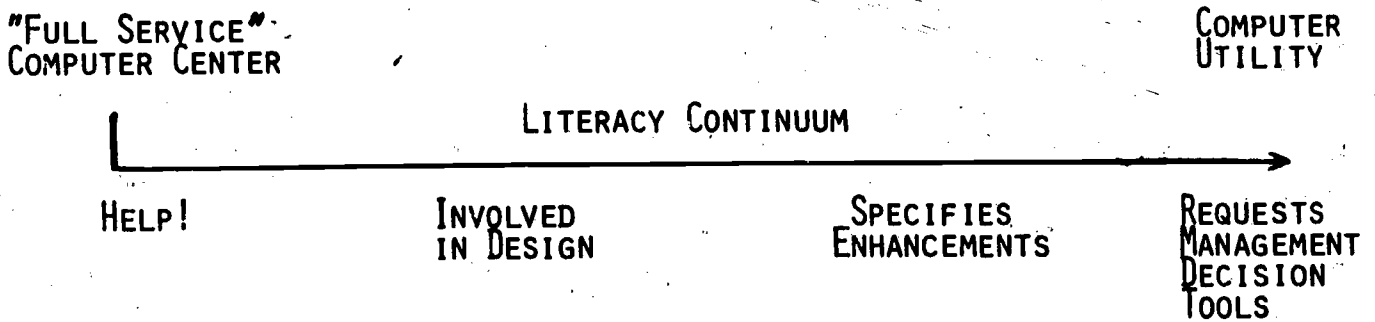 "FULL SERVICE"
COMPUTER CENTER
COMPUTER
UTILITY
LITERACY CONTINUUM
HELP!
INVOLVED
IN DESIGN
SPECIFIES
ENHANCEMENTS
REQUESTS
MANAGEMENT
DECISION
TOOLS